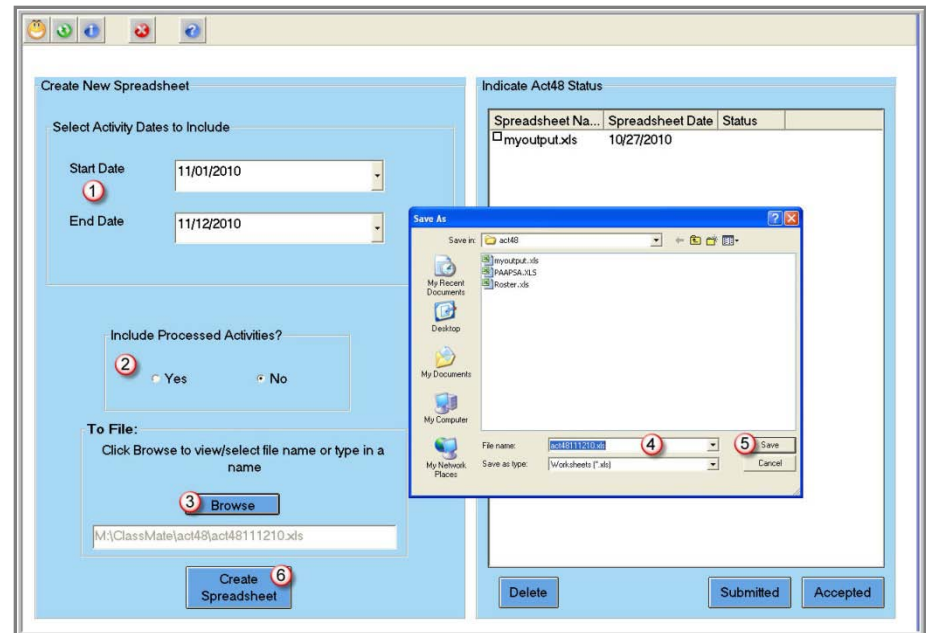 Create New Spreadsheet
Select Activity Dates to Include
Start Date
1
11/01/2010
End Date
11/12/2010
Include Processed Activities?
2
Yes
No
To File:
Click Browse to view/select file name or type in a
name
3
Browse
M:\ClassMate\act48\act48111210.xls
Create
Spreadsheet
6
Indicate Act48 Status
Spreadsheet Na... Spreadsheet Date Status
myoutput.xls 10/27/2010
Save As
Save in: act48
myoutput.xls
PAAPSA.XLS
Roster.xls
My Recent
Documents
Desktop
My Documents
My Computer
My Network
Places
File name: act48111210.xls
4
5
Save
Save as type: Worksheets (*.xls)
Cancel
Delete
Submitted
Accepted